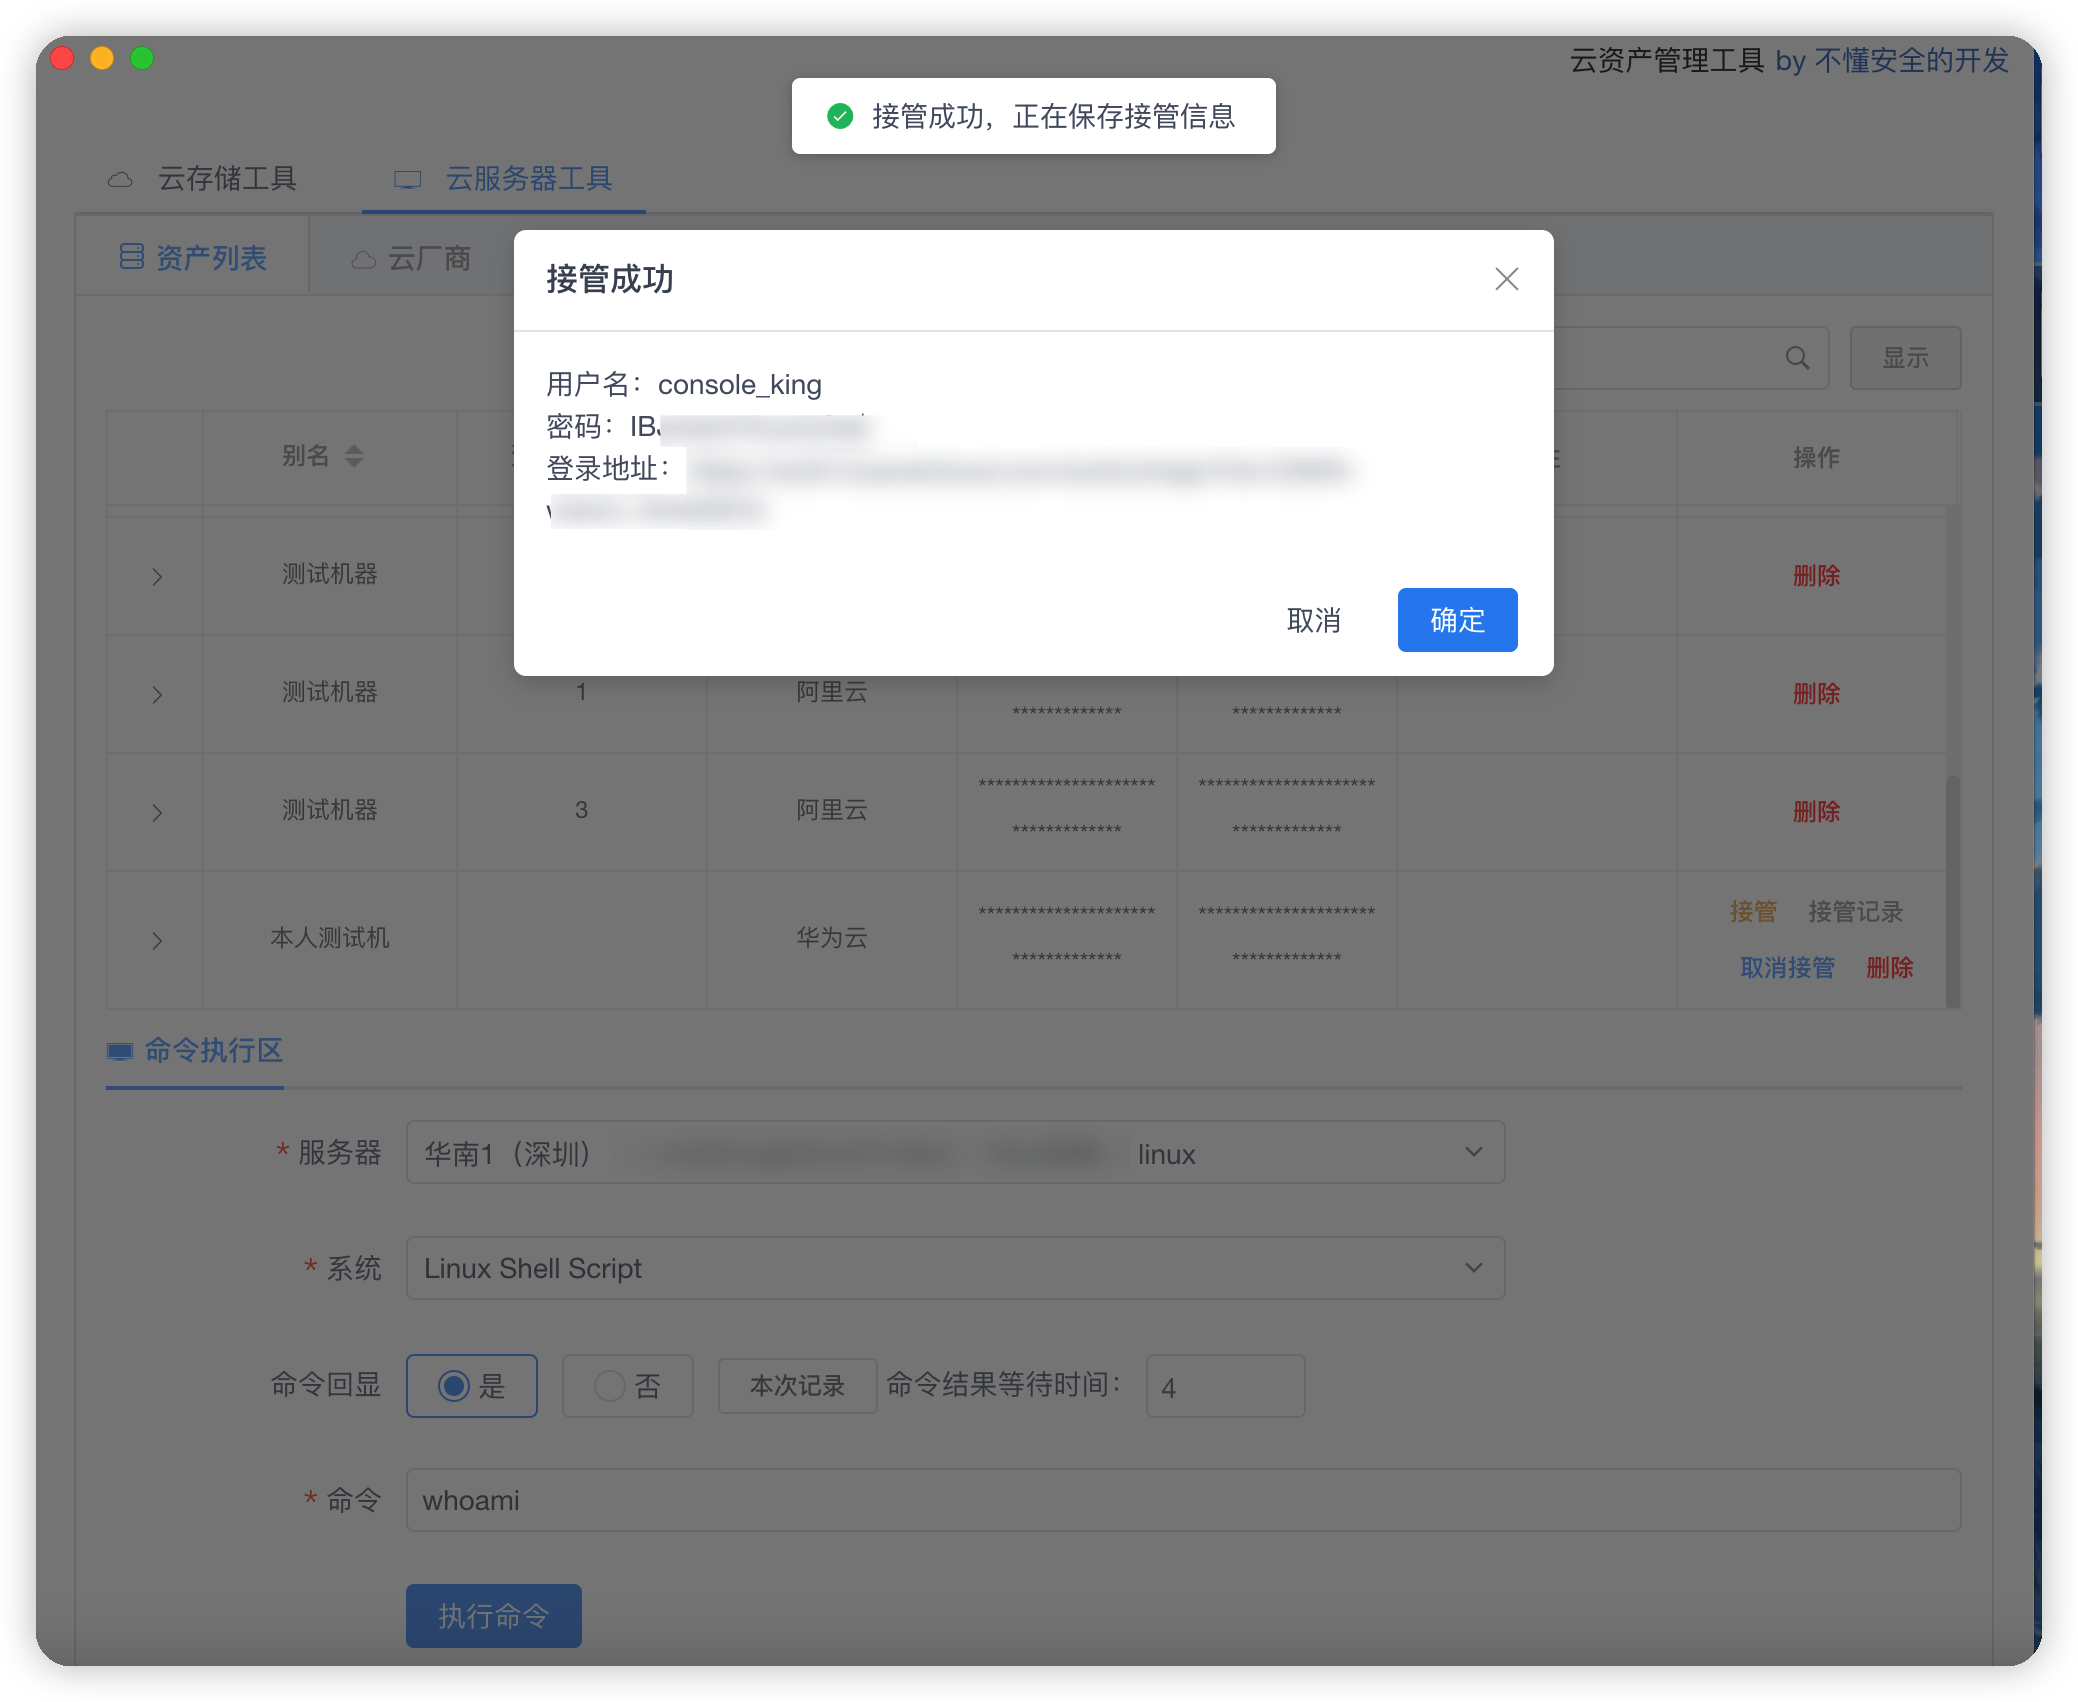 云资产管理工具 by 不懂安全的开发
接管成功，正在保存接管信息
云存储工具 云服务器工具
资产列表 云厂商
接管成功
用户名：console_king
密码：IB
登录地址：
取消 确定
显示
别名 操作
测试机器 删除
测试机器 1 阿里云 ************* ************* 删除
测试机器 3 阿里云 ********************* ********************* 删除
************* *************
本人测试机 华为云 ********************* ********************* 接管 接管记录
************* ************* 取消接管 删除
命令执行区
* 服务器 华南1（深圳） linux
* 系统 Linux Shell Script
命令回显 是 否 本次记录 命令结果等待时间： 4
* 命令 whoami
执行命令